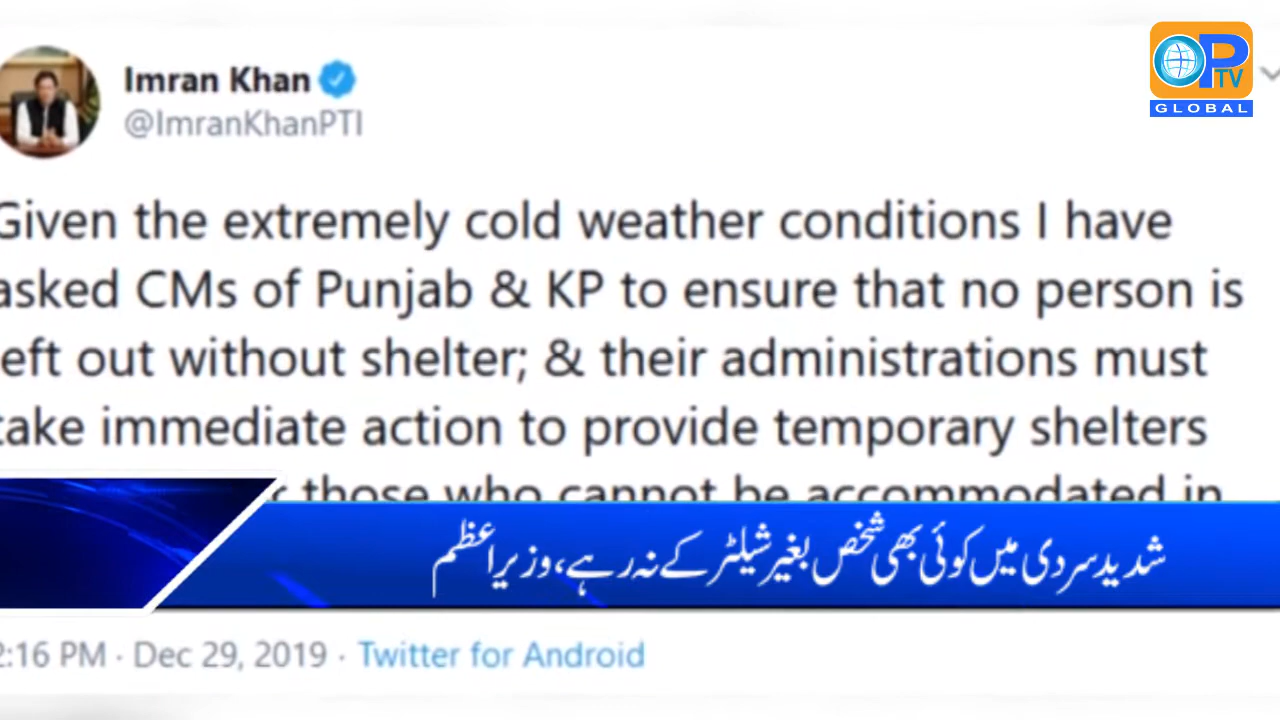 Imran Khan
@ImranKhanPTI
OPTV
GLOBAL
Given the extremely cold weather conditions I have
asked CMs of Punjab & KP to ensure that no person is
left out without shelter; & their administrations must
take immediate action to provide temporary shelters
those who cannot be accommodated in
شدید سردی میں کوئی بھی شخص بغیر شیلٹر کے نہ رہے، وزیراعظم
2:16 PM · Dec 29, 2019 · Twitter for Android